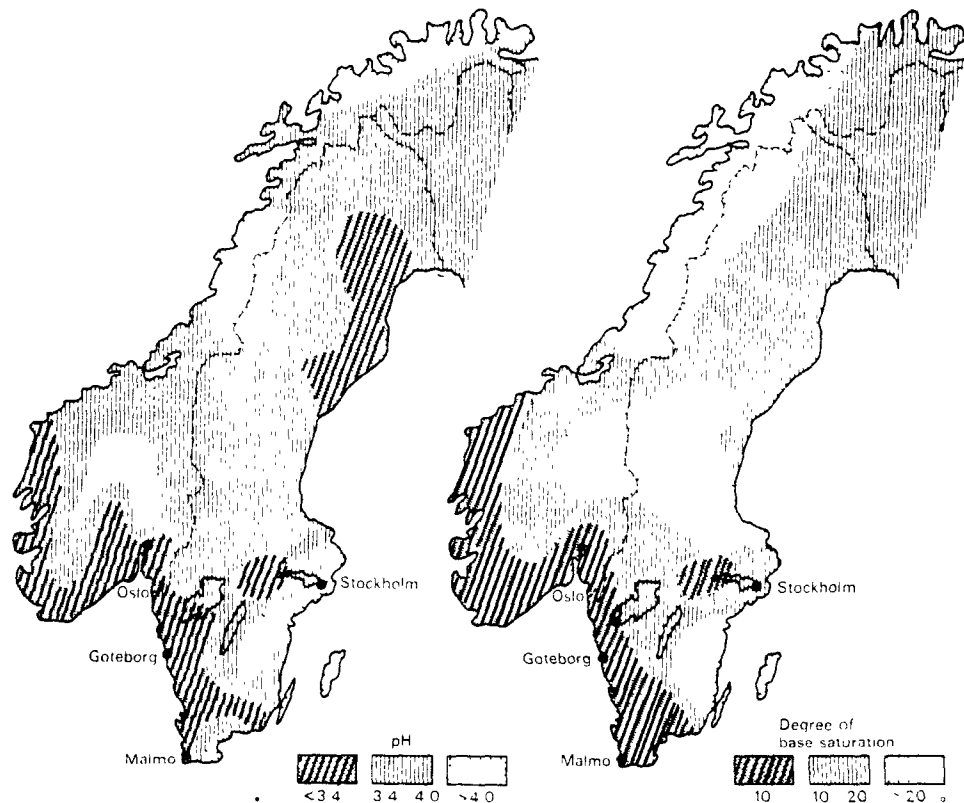 Stockholm
Oslo
Goteborg
Malmo
pH
<3 4   3 4   4 0   >4 0
Stockholm
Oslo
Goteborg
Malmo
Degree of
base saturation
10   10   20   20